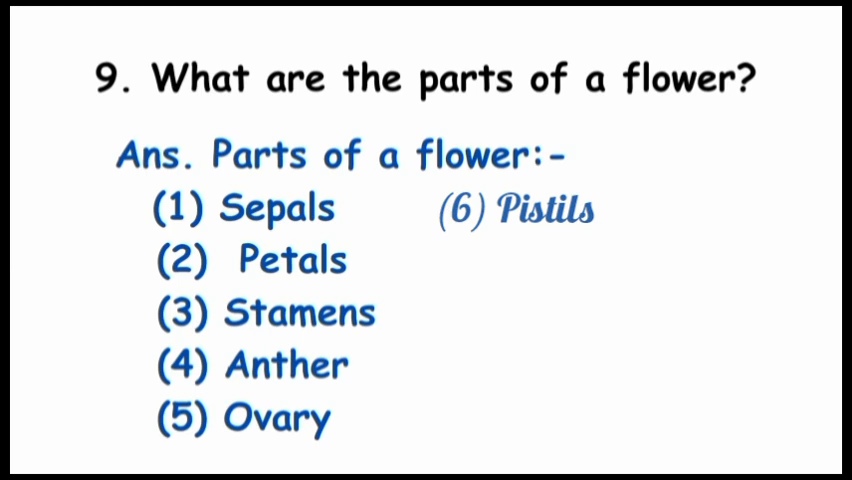 9. What are the parts of a flower?
Ans. Parts of a flower:-
(1) Sepals
(2) Petals
(3) Stamens
(4) Anther
(5) Ovary
(6) Pistils